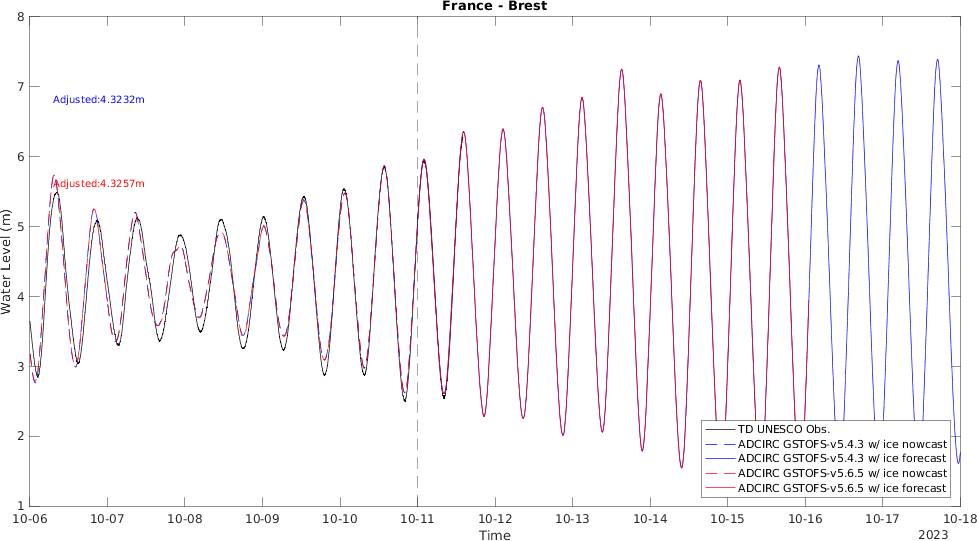 France - Brest
8
7
6
5
4
3
2
1
Water Level (m)
Adjusted:4.3232m
Adjusted:4.3257m
TD UNESCO Obs.
ADCIRC GSTOFS-v5.4.3 w/ ice nowcast
ADCIRC GSTOFS-v5.4.3 w/ ice forecast
ADCIRC GSTOFS-v5.6.5 w/ ice nowcast
ADCIRC GSTOFS-v5.6.5 w/ ice forecast
10-06 10-07 10-08 10-09 10-10 10-11 10-12 10-13 10-14 10-15 10-16 10-17 10-18
Time
2023